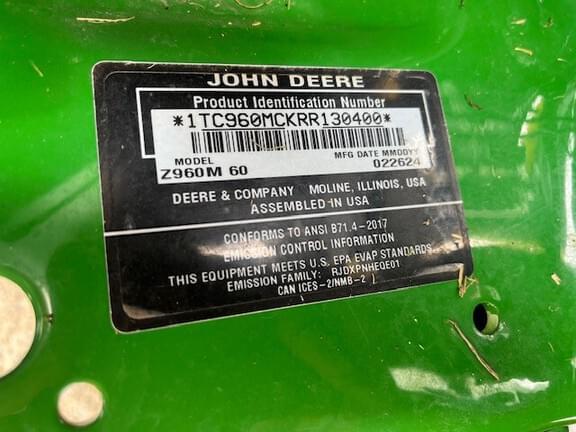 JOHN DEERE
Product Identification Number
*1TC960MCKRR130400*
MODEL MFG DATE MMDDYY
Z960M 60 022624
DEERE & COMPANY MOLINE, ILLINOIS, USA
ASSEMBLED IN USA
CONFORMS TO ANSI B71.4-2017
EMISSION CONTROL INFORMATION
THIS EQUIPMENT MEETS U.S. EPA EVAP STANDARDS
EMISSION FAMILY: RJDXPNHEQE01
CAN ICES-2/NMB-2